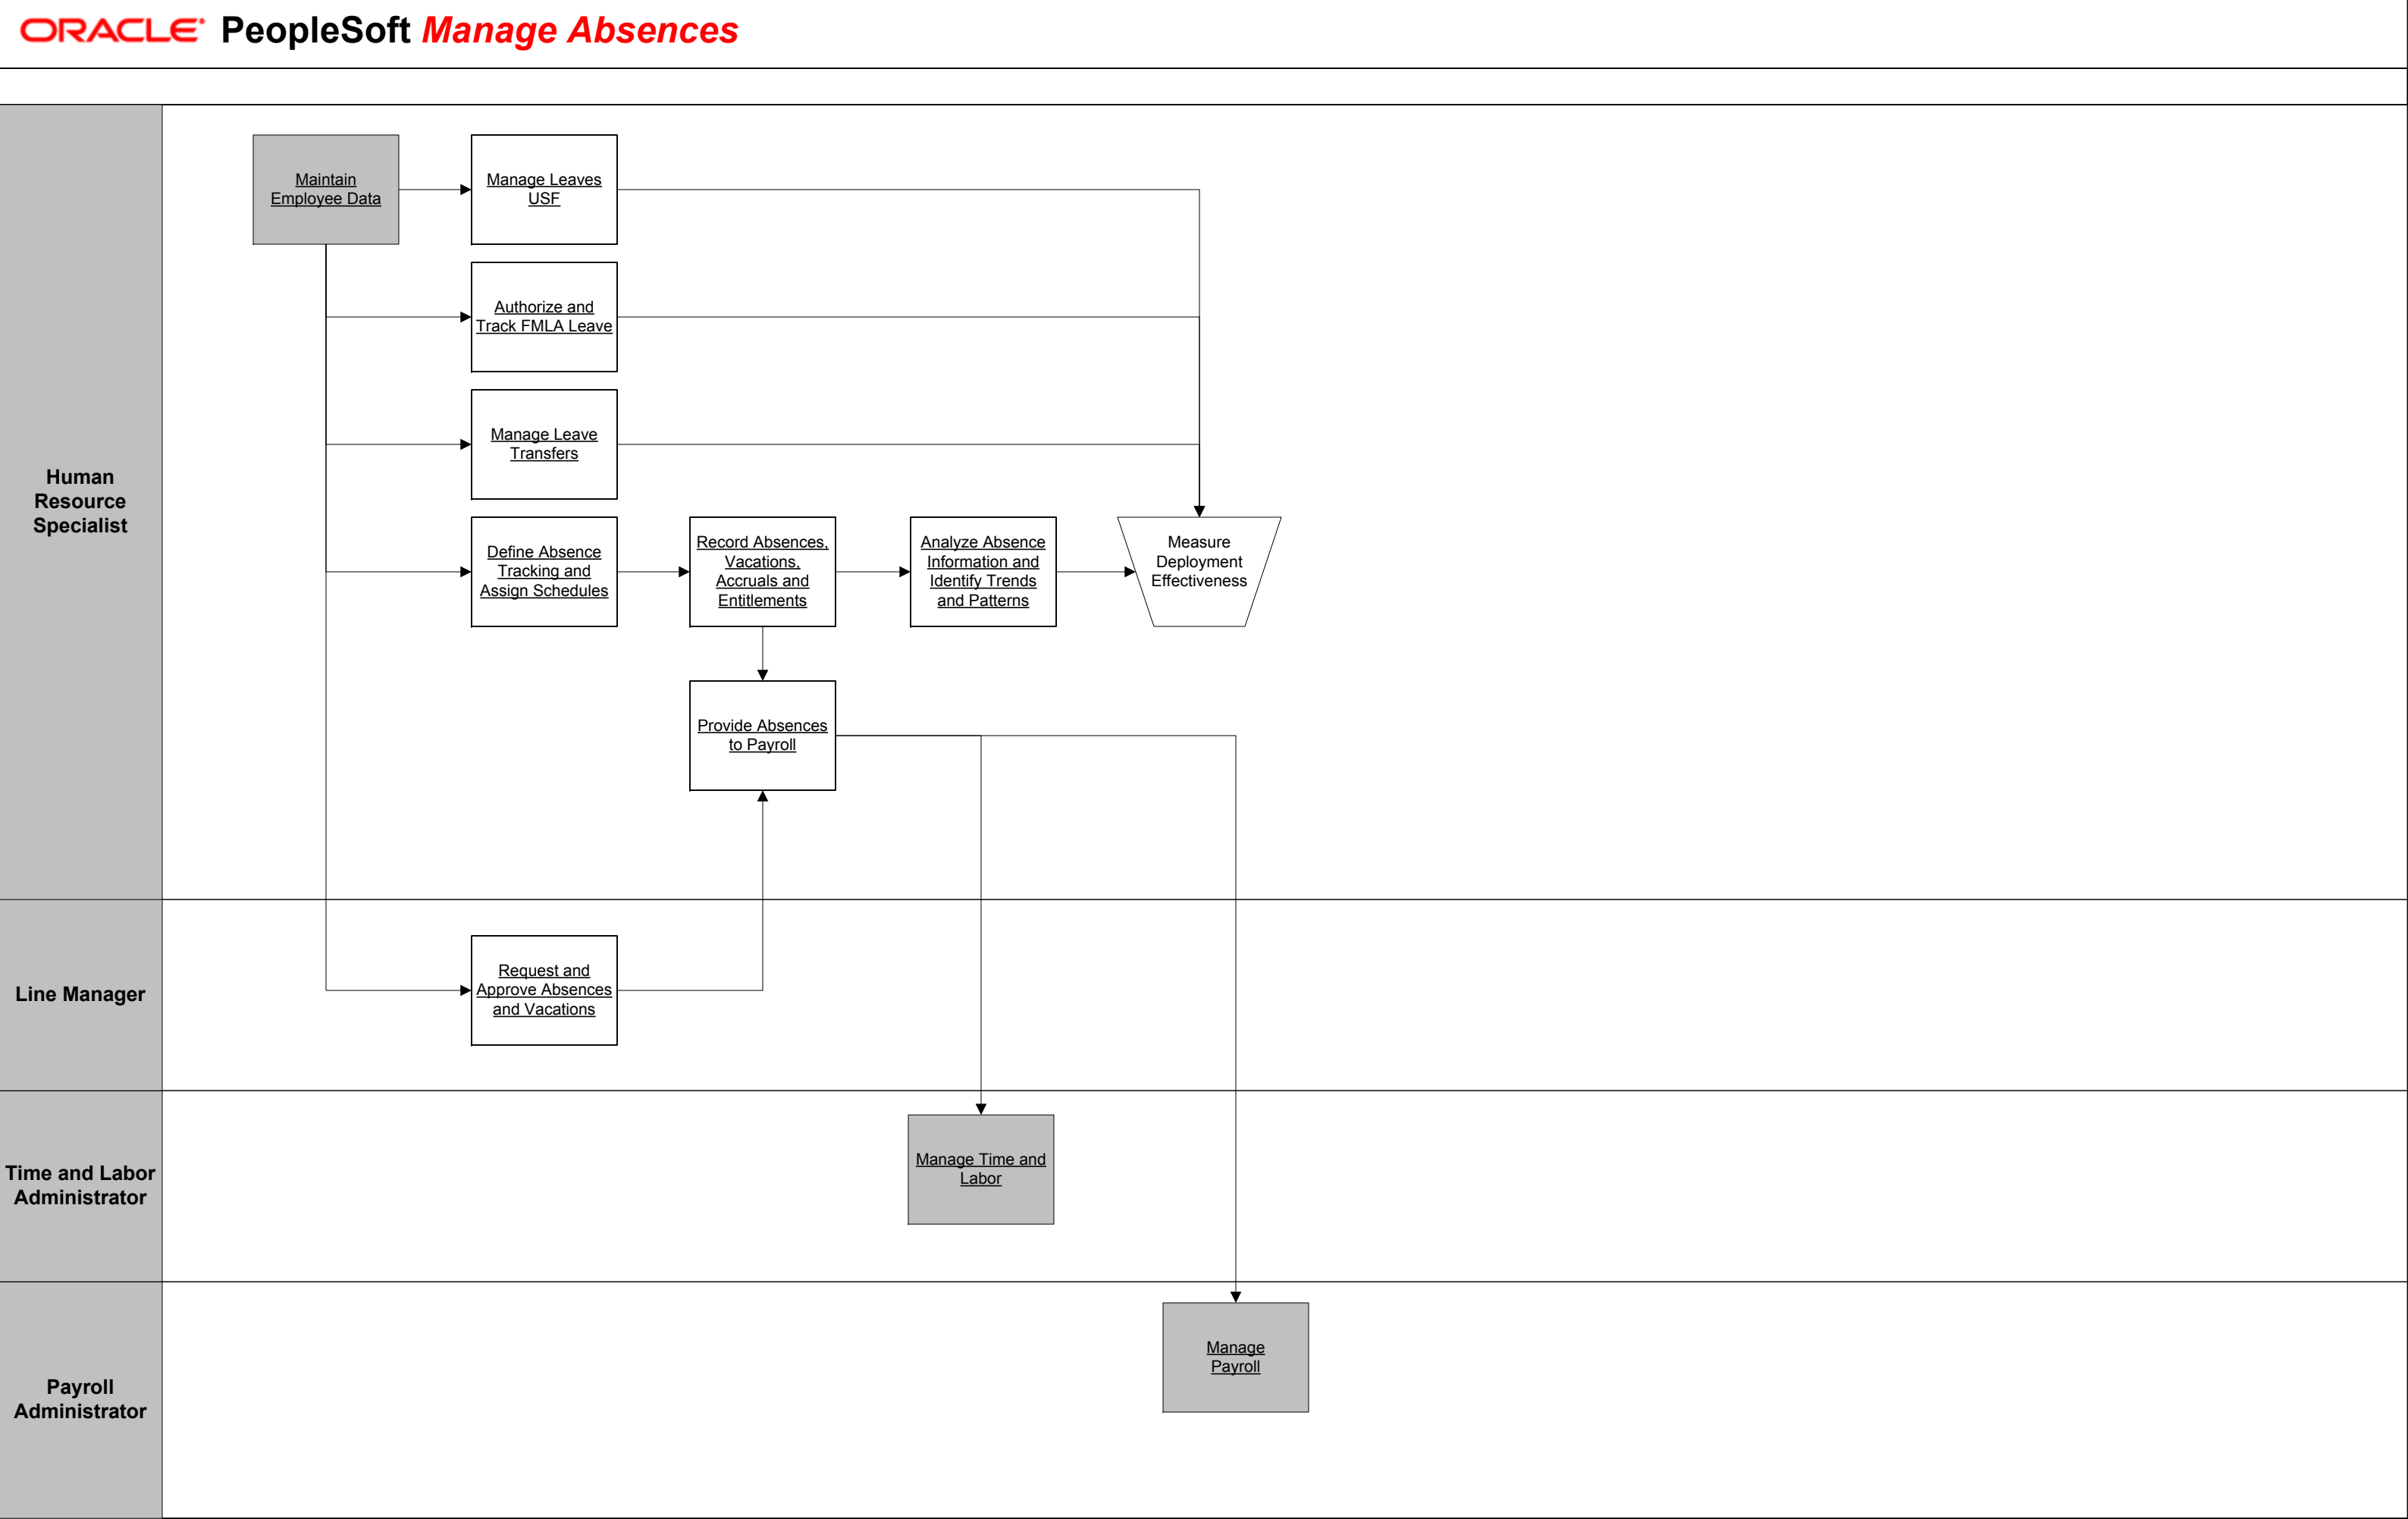 ORACLE PeopleSoft Manage Absences
Human
Resource
Specialist
Maintain
Employee Data
Manage Leaves
USF
Authorize and
Track FMLA Leave
Manage Leave
Transfers
Define Absence
Tracking and
Assign Schedules
Record Absences,
Vacations,
Accruals and
Entitlements
Analyze Absence
Information and
Identify Trends
and Patterns
Measure
Deployment
Effectiveness
Provide Absences
to Payroll
Line Manager
Request and
Approve Absences
and Vacations
Time and Labor
Administrator
Manage Time and
Labor
Payroll
Administrator
Manage
Payroll